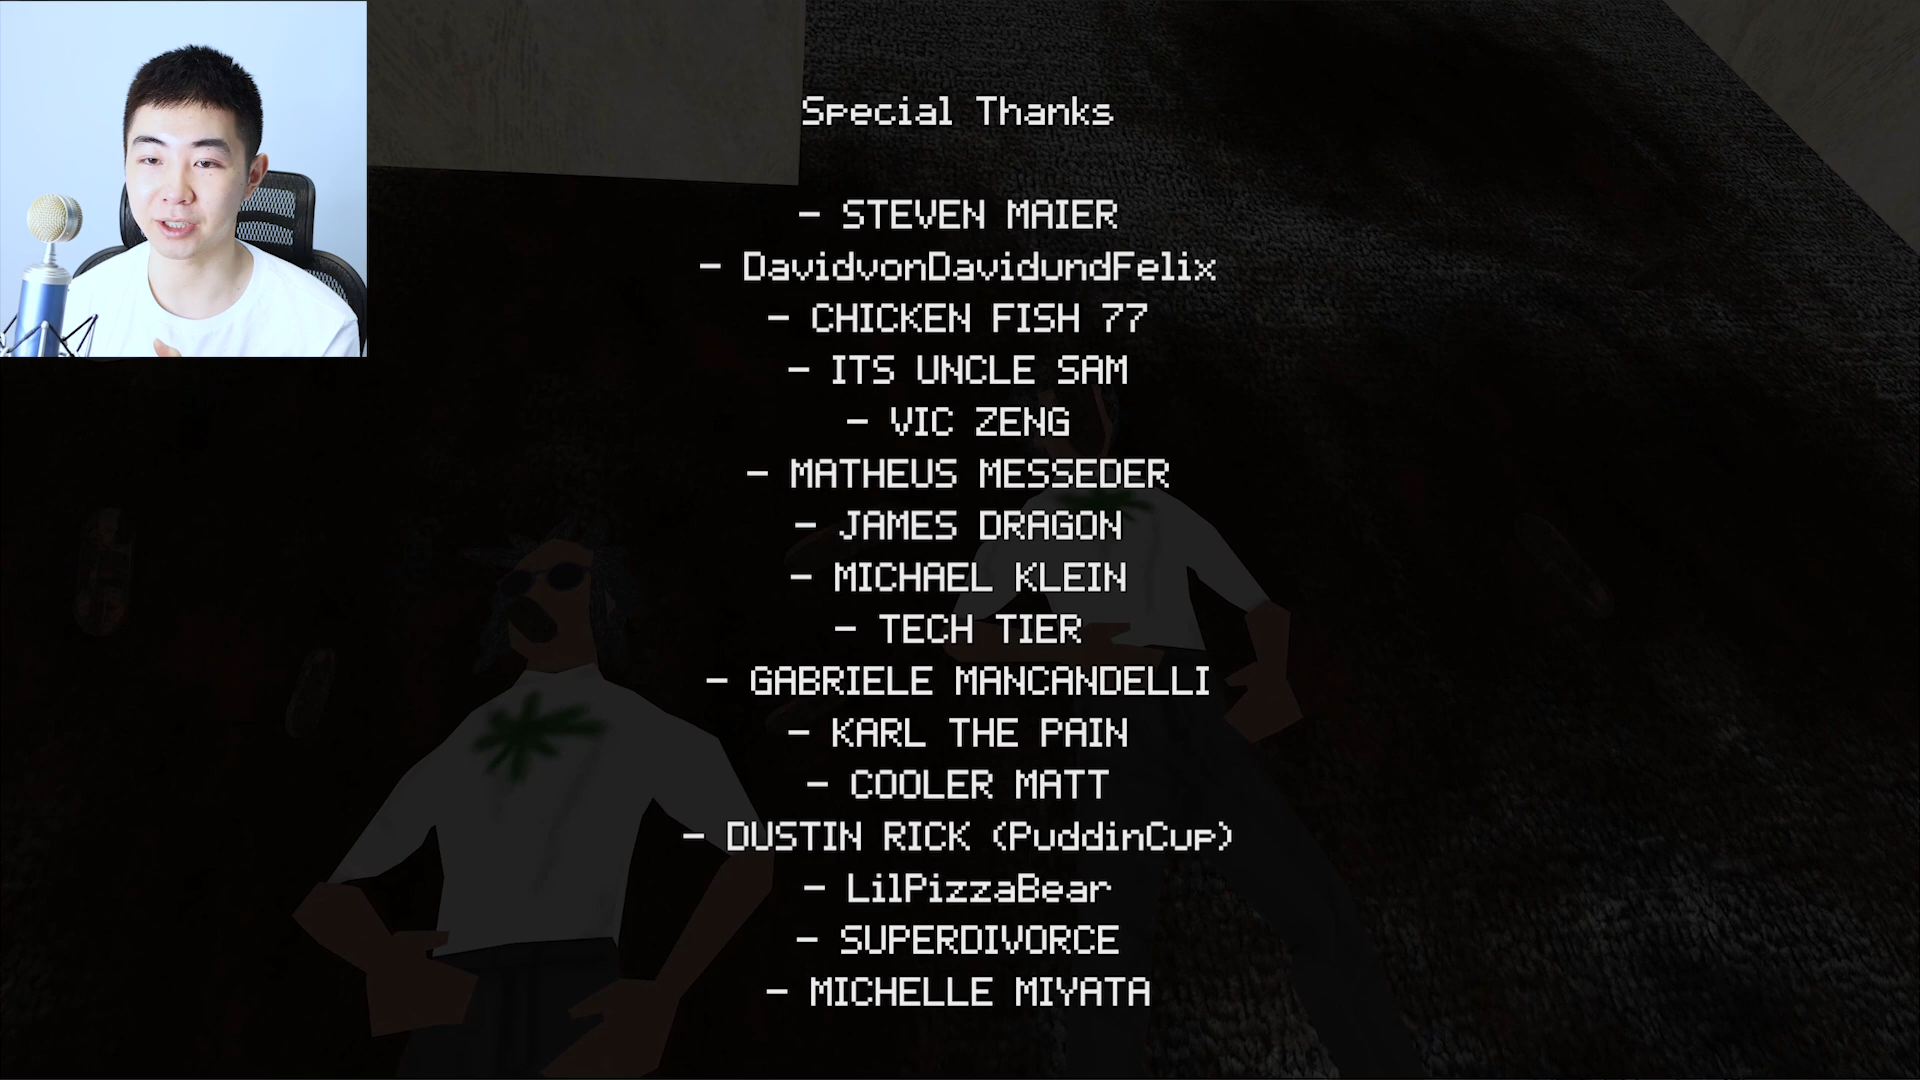 Special Thanks
- STEVEN MAIER
- DavidvonDavidundFelix
- CHICKEN FISH 77
- ITS UNCLE SAM
- VIC ZENG
- MATHEUS MESSEDER
- JAMES DRAGON
- MICHAEL KLEIN
- TECH TIER
- GABRIELE MANCANDELLI
- KARL THE PAIN
- COOLER MATT
- DUSTIN RICK (PuddinCup)
- LilPizzaBear
- SUPERDIVORCE
- MICHELLE MIYATA